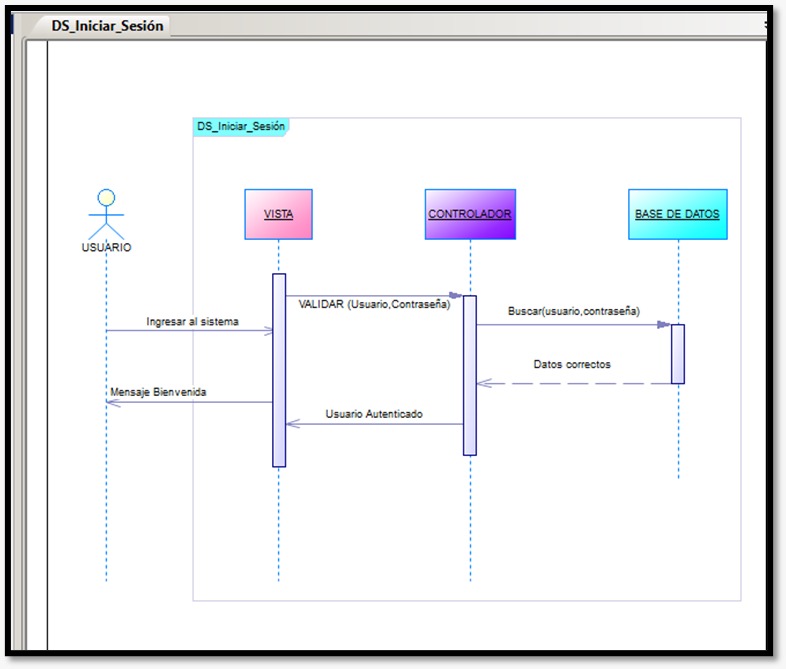 DS_Iniciar_Sesión
DS_Iniciar_Sesión
USUARIO
VISTA
CONTROLADOR
BASE DE DATOS
VALIDAR (Usuario,Contraseña)
Buscar(usuario,contraseña)
Ingresar al sistema
Datos correctos
Mensaje Bienvenida
Usuario Autenticado